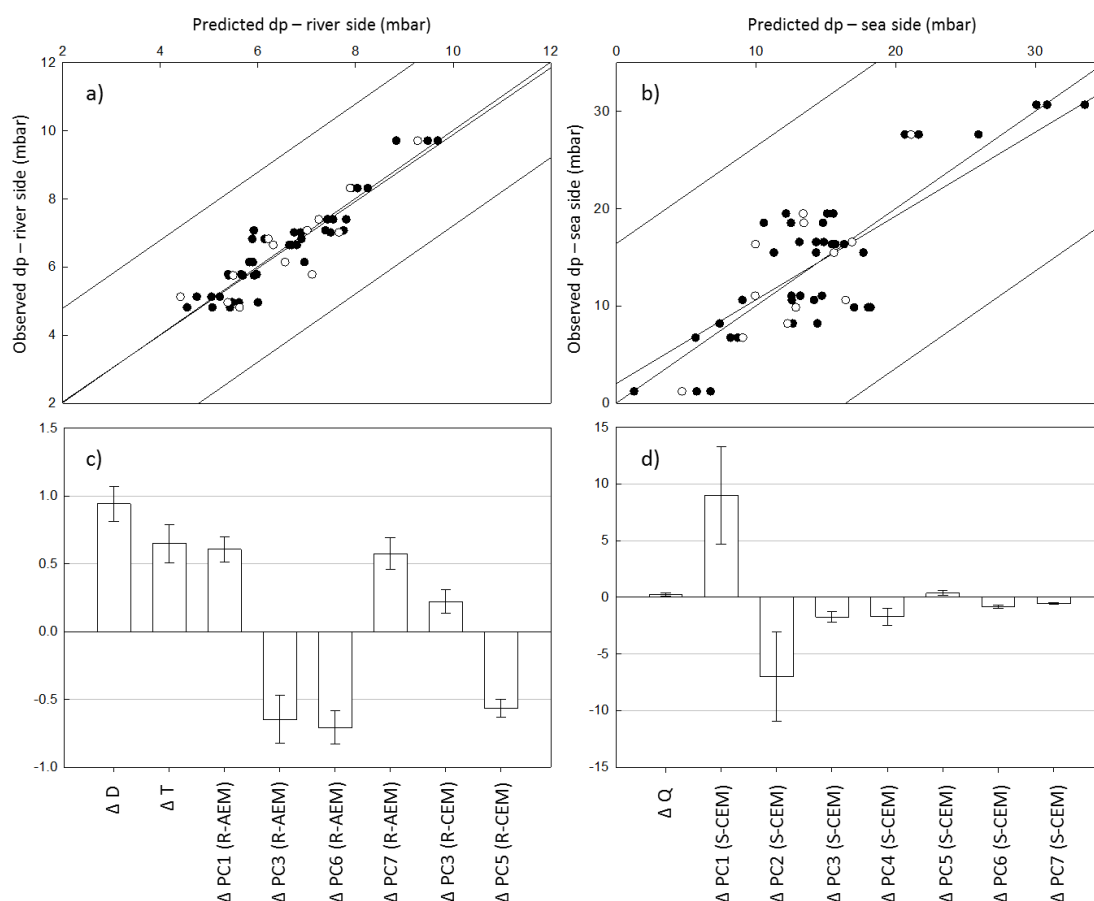 Predicted dp – river side (mbar)
2 4 6 8 10 12
Predicted dp – sea side (mbar)
0 10 20 30
a)
Observed dp – river side (mbar)
12
10
8
6
4
2
b)
Observed dp – sea side (mbar)
30
20
10
0
c)
1.5
1.0
0.5
0.0
-0.5
-1.0
Δ D
Δ T
Δ PC1 (R-AEM)
Δ PC3 (R-AEM)
Δ PC6 (R-AEM)
Δ PC7 (R-AEM)
Δ PC3 (R-CEM)
Δ PC5 (R-CEM)
d)
15
10
5
0
-5
-10
-15
Δ Q
Δ PC1 (S-CEM)
Δ PC2 (S-CEM)
Δ PC3 (S-CEM)
Δ PC4 (S-CEM)
Δ PC5 (S-CEM)
Δ PC6 (S-CEM)
Δ PC7 (S-CEM)